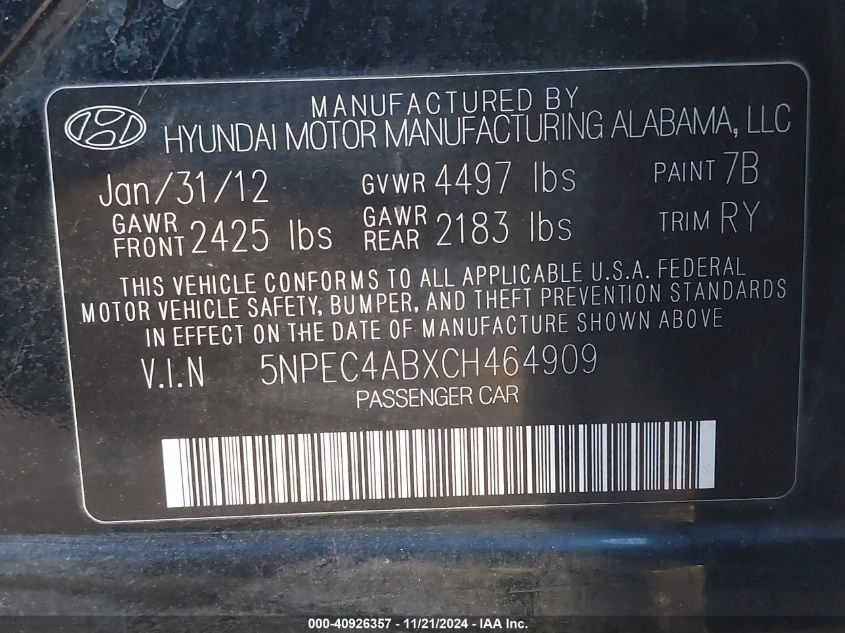 MANUFACTURED BY
HYUNDAI MOTOR MANUFACTURING ALABAMA, LLC
Jan/31/12 GVWR 4497 lbs PAINT 7B
GAWR FRONT 2425 lbs GAWR REAR 2183 lbs TRIM RY
THIS VEHICLE CONFORMS TO ALL APPLICABLE U.S.A. FEDERAL
MOTOR VEHICLE SAFETY, BUMPER, AND THEFT PREVENTION STANDARDS
IN EFFECT ON THE DATE OF MANUFACTURE SHOWN ABOVE
V.I.N 5NPEC4ABXCH464909
PASSENGER CAR
000-40926357 - 11/21/2024 - IAAI.com